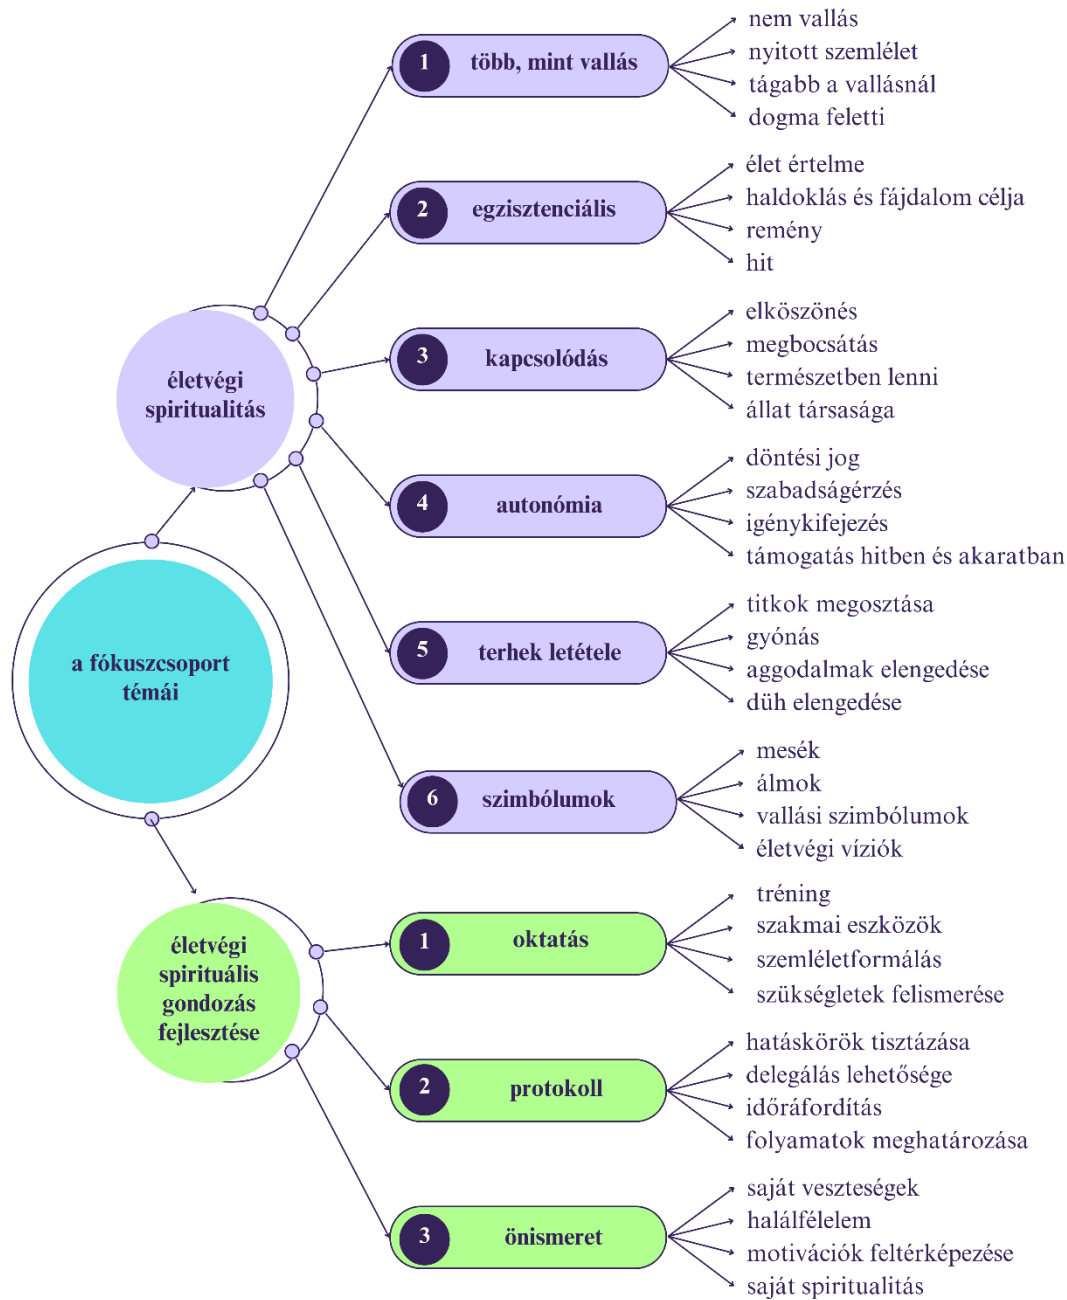 a fókuszcsoport
témái
életvégi
spiritualitás
1
több, mint vallás
nem vallás
nyitott szemlélet
tágabb a vallásnál
dogma feletti
2
egzisztenciális
élet értelme
haldoklás és fájdalom célja
remény
hit
3
kapcsolódás
elköszönés
megbocsátás
természetben lenni
állat társasága
4
autonómia
döntési jog
szabadságérzés
igénykifejezés
támogatás hitben és akaratban
5
terhek letétele
titkok megosztása
gyónás
aggodalmak elengedése
düh elengedése
6
szimbólumok
mesék
álmok
vallási szimbólumok
életvégi víziók
életvégi
spirituális
gondozás
fejlesztése
1
oktatás
tréning
szakmai eszközök
szemléletformálás
szükségletek felismerése
2
protokoll
hatáskörök tisztázása
delegálás lehetősége
időráfordítás
folyamatok meghatározása
3
önismeret
saját veszteségek
halálfélelem
motivációk feltérképezése
saját spiritualitás